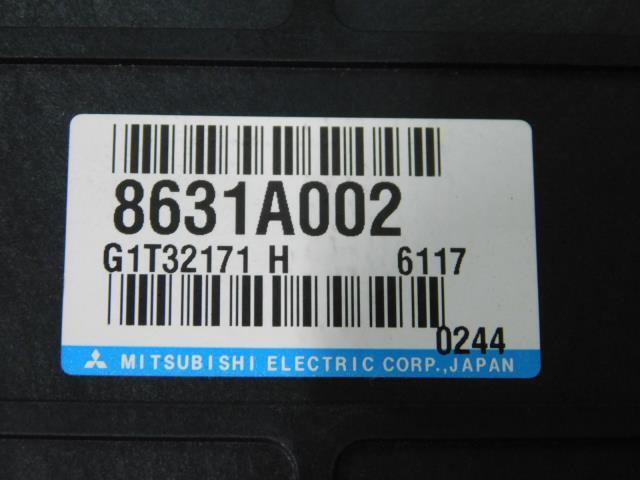 8631A002
G1T32171 H 6117
0244
MITSUBISHI ELECTRIC CORP.,JAPAN